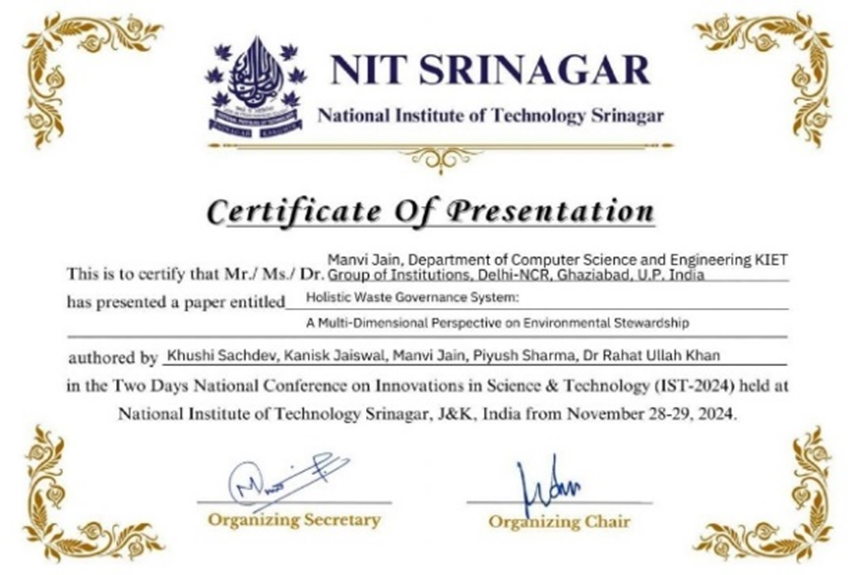 NIT SRINAGAR
National Institute of Technology Srinagar
Certificate Of Presentation
Manvi Jain, Department of Computer Science and Engineering KIET
This is to certify that Mr./ Ms./ Dr. Group of Institutions, Delhi-NCR, Ghaziabad, U.P. India
has presented a paper entitled Holistic Waste Governance System:
A Multi-Dimensional Perspective on Environmental Stewardship
authored by Khushi Sachdev, Kanisk Jaiswal, Manvi Jain, Piyush Sharma, Dr Rahat Ullah Khan
in the Two Days National Conference on Innovations in Science & Technology (IST-2024) held at
National Institute of Technology Srinagar, J&K, India from November 28-29, 2024.
Organizing Secretary
Organizing Chair